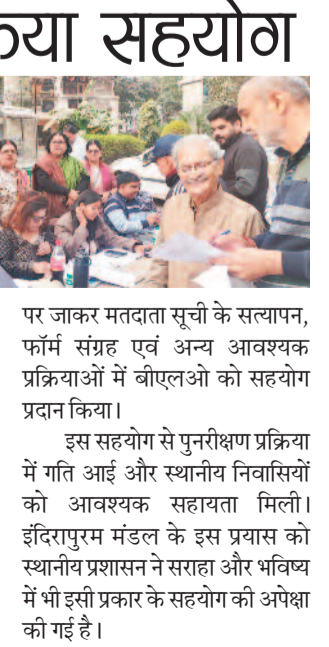 किया सहयोग
पर जाकर मतदाता सूची के सत्यापन,
फॉर्म संग्रह एवं अन्य आवश्यक
प्रक्रियाओं में बीएलओ को सहयोग
प्रदान किया।
इस सहयोग से पुनरीक्षण प्रक्रिया
में गति आई और स्थानीय निवासियों
को आवश्यक सहायता मिली।
इंदिरापुरम मंडल के इस प्रयास को
स्थानीय प्रशासन ने सराहा और भविष्य
में भी इसी प्रकार के सहयोग की अपेक्षा
की गई है।